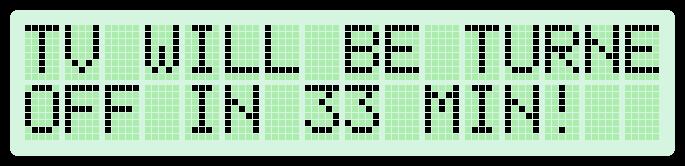 TV WILL BE TURNE
OFF IN 33 MIN!